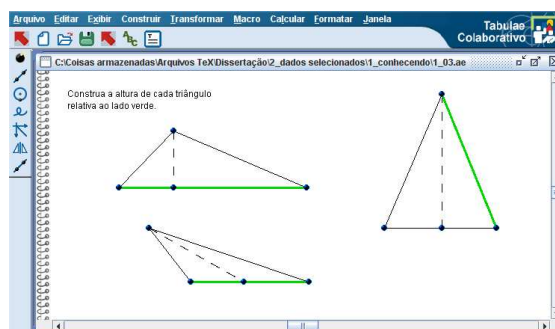 Arquivo Editar Exibir Construir Transformar Macro Calcular Formatar Janela
Tabulae
Colaborativo
C:\Coisas armazenadas\Arquivos TeX\Dissertação\2_dados selecionados\1_conhecendo\1_03.ae
Construa a altura de cada triângulo
relativa ao lado verde.